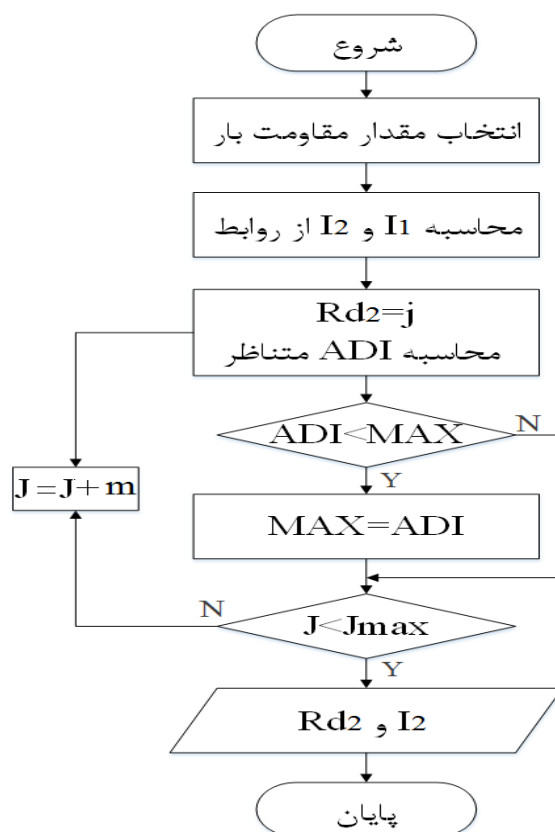 شروع
انتخاب مقدار مقاومت بار
محاسبه I1 و I2 از روابط
Rd2=j
محاسبه ADI متناظر
ADI<MAX
N
Y
J=J+m
MAX=ADI
N
J<Jmax
Y
Rd2 و I2
پایان